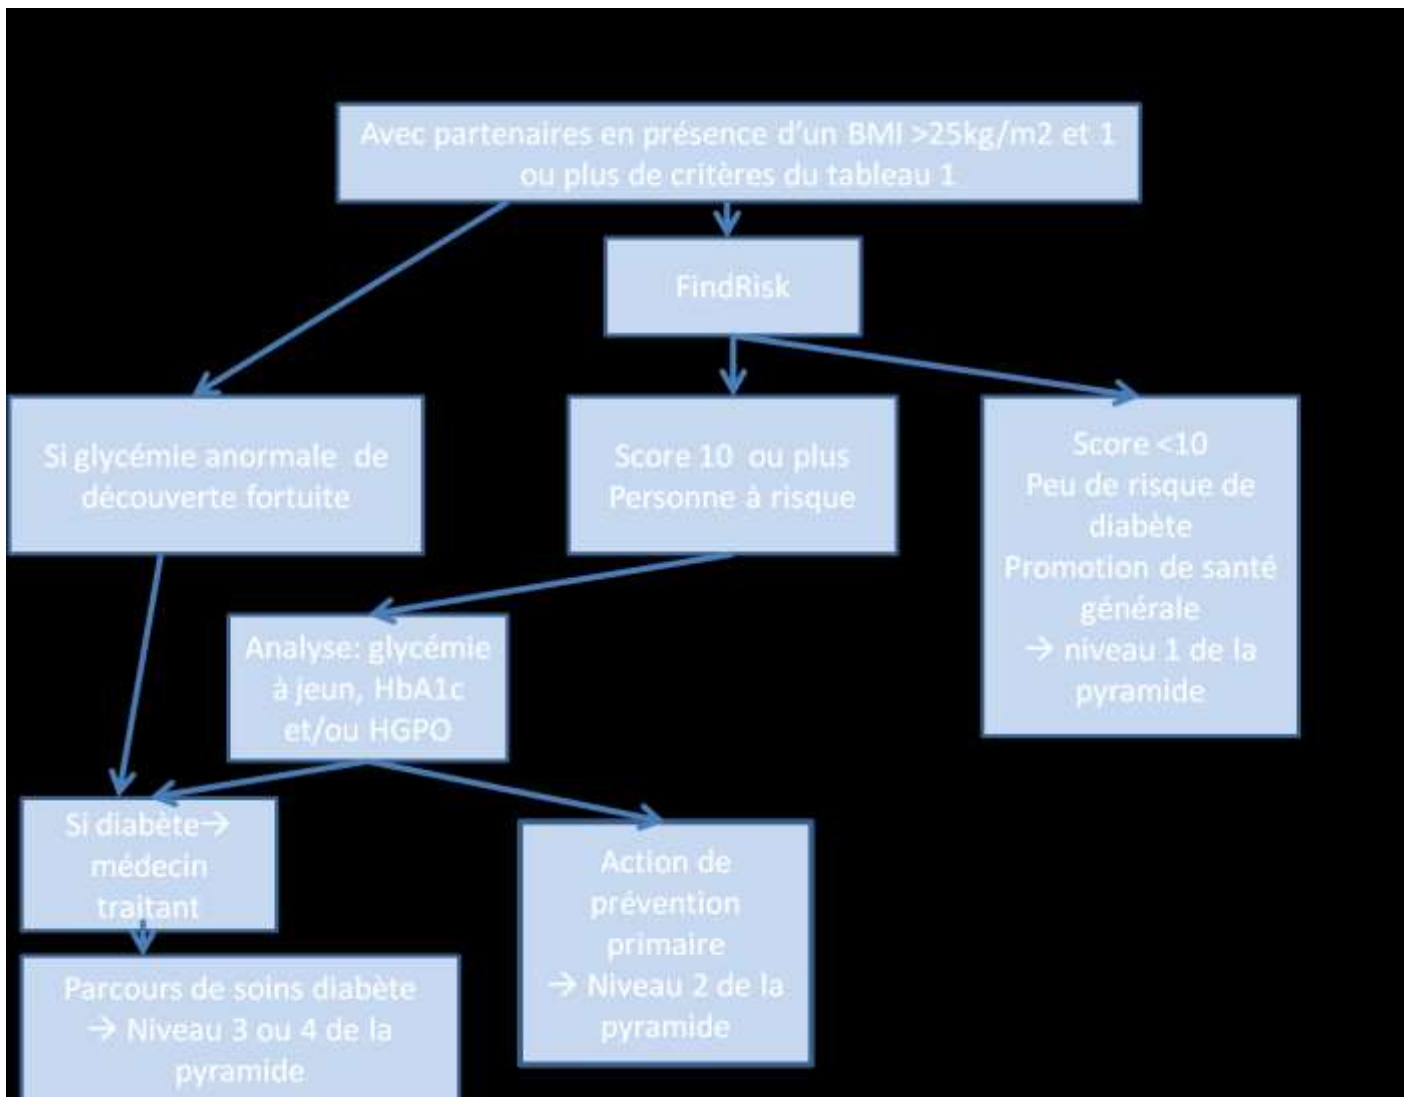 Avec partenaires en présence d'un BMI >25kg/m2 et 1
ou plus de critères du tableau 1
FindRisk
Si glycémie anormale de
découverte fortuite
Score 10 ou plus
Personne à risque
Score <10
Peu de risque de
diabète
Promotion de santé
générale
→ niveau 1 de la
pyramide
Analyse: glycémie
à jeun, HbA1c
et/ou HGPO
Si diabète→
médecin
traitant
Action de
prévention
primaire
→ Niveau 2 de la
pyramide
Parcours de soins diabète
→ Niveau 3 ou 4 de la
pyramide